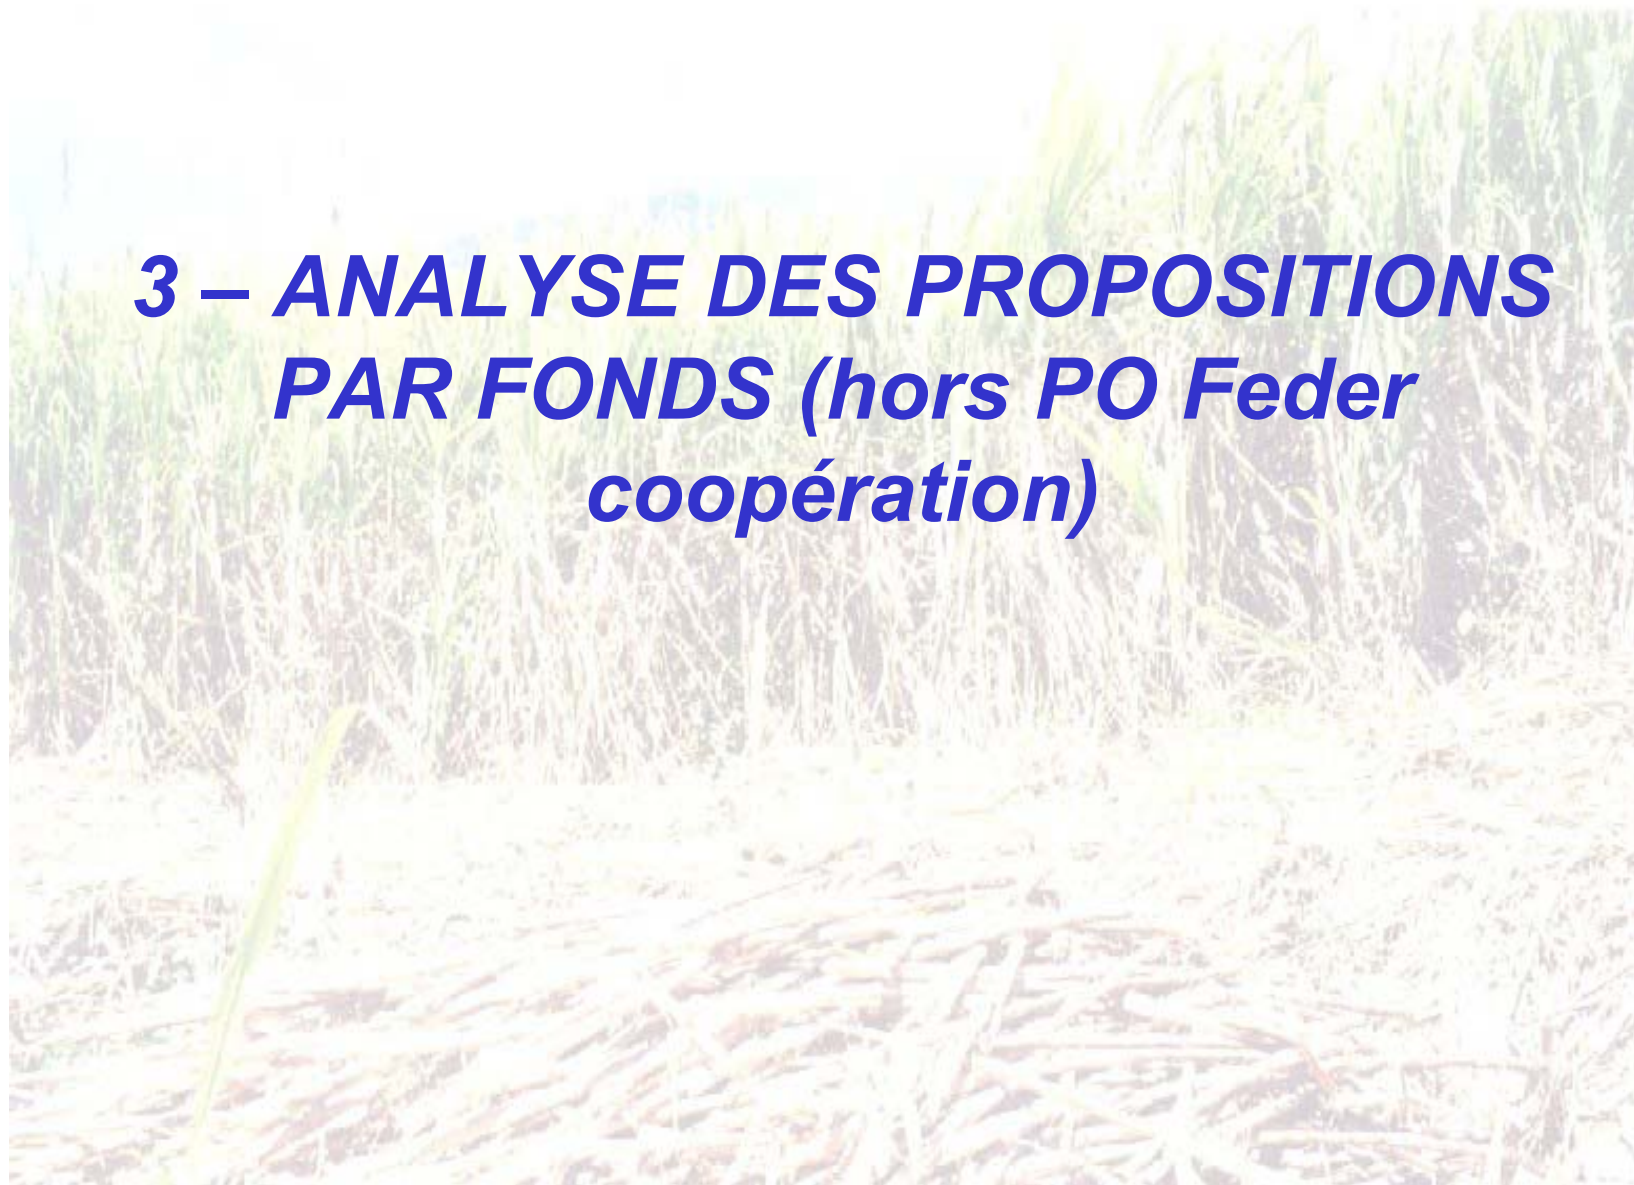 3 – ANALYSE DES PROPOSITIONS
PAR FONDS (hors PO Feder
coopération)